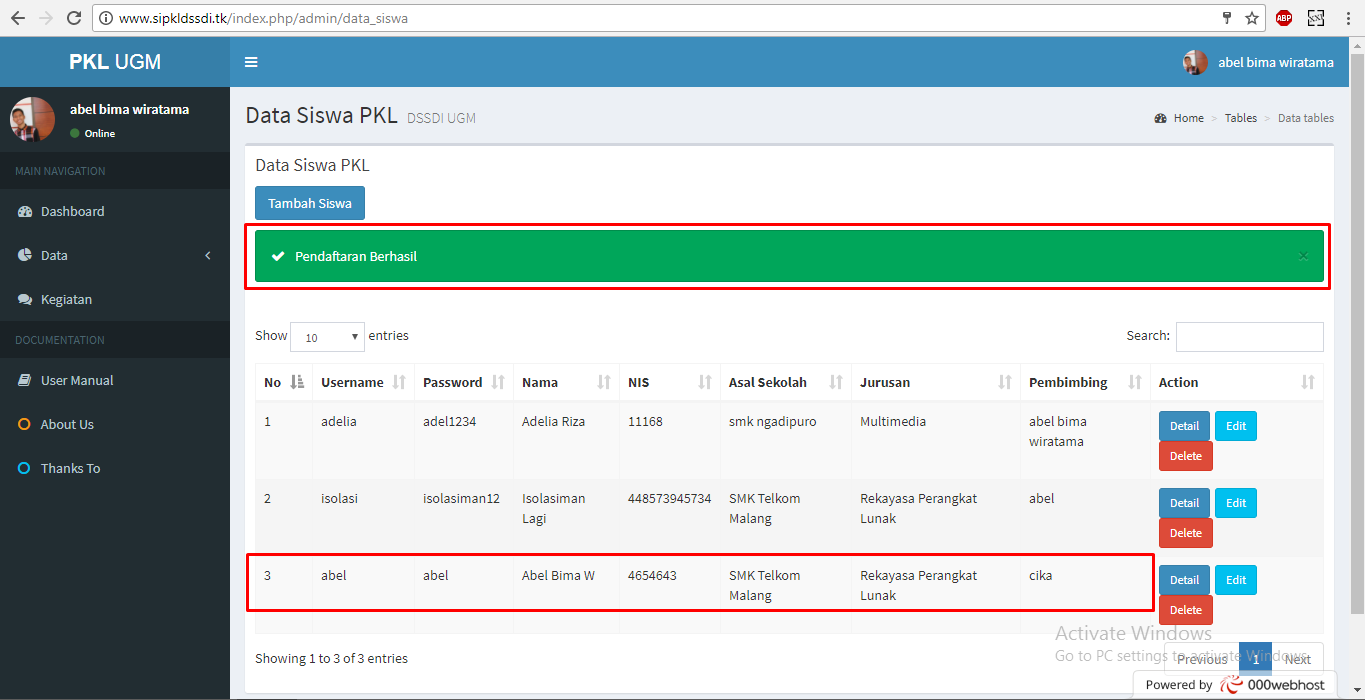 www.sipkldssdi.tk/index.php/admin/data_siswa
ABP
PKL UGM
abel bima wiratama
abel bima wiratama
Online
MAIN NAVIGATION
Dashboard
Data
Kegiatan
DOCUMENTATION
User Manual
About Us
Thanks To
Data Siswa PKL DSSDI UGM
Home > Tables > Data tables
Data Siswa PKL
Tambah Siswa
Pendaftaran Berhasil ×
Show 10 entries
Search:
No Username Password Nama NIS Asal Sekolah Jurusan Pembimbing Action
1 adelia adel1234 Adelia Riza 11168 smk ngadipuro Multimedia abel bima Detail Edit
wiratama
Delete
2 isolasi isolasiman12 Isolasiman 448573945734 SMK Telkom Rekayasa Perangkat abel Detail Edit
Lagi Malang Lunak
Delete
3 abel abel Abel Bima W 4654643 SMK Telkom Rekayasa Perangkat cika Detail Edit
Malang Lunak
Delete
Showing 1 to 3 of 3 entries
Previous 1 Next
Activate Windows
Go to PC settings to activate Windows.
Powered by 000webhost